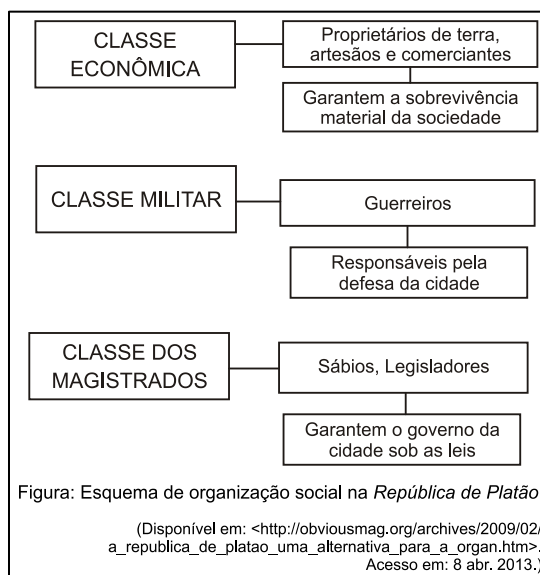 CLASSE
ECONÔMICA
Proprietários de terra,
artesãos e comerciantes
Garantem a sobrevivência
material da sociedade
CLASSE MILITAR
Guerreiros
Responsáveis pela
defesa da cidade
CLASSE DOS
MAGISTRADOS
Sábios, Legisladores
Garantem o governo da
cidade sob as leis
Figura: Esquema de organização social na República de Platão
(Disponível em: <http://obviousmag.org/archives/2009/02/
a_republica_de_platao_uma_alternativa_para_a_organ.htm>.
Acesso em: 8 abr. 2013.)